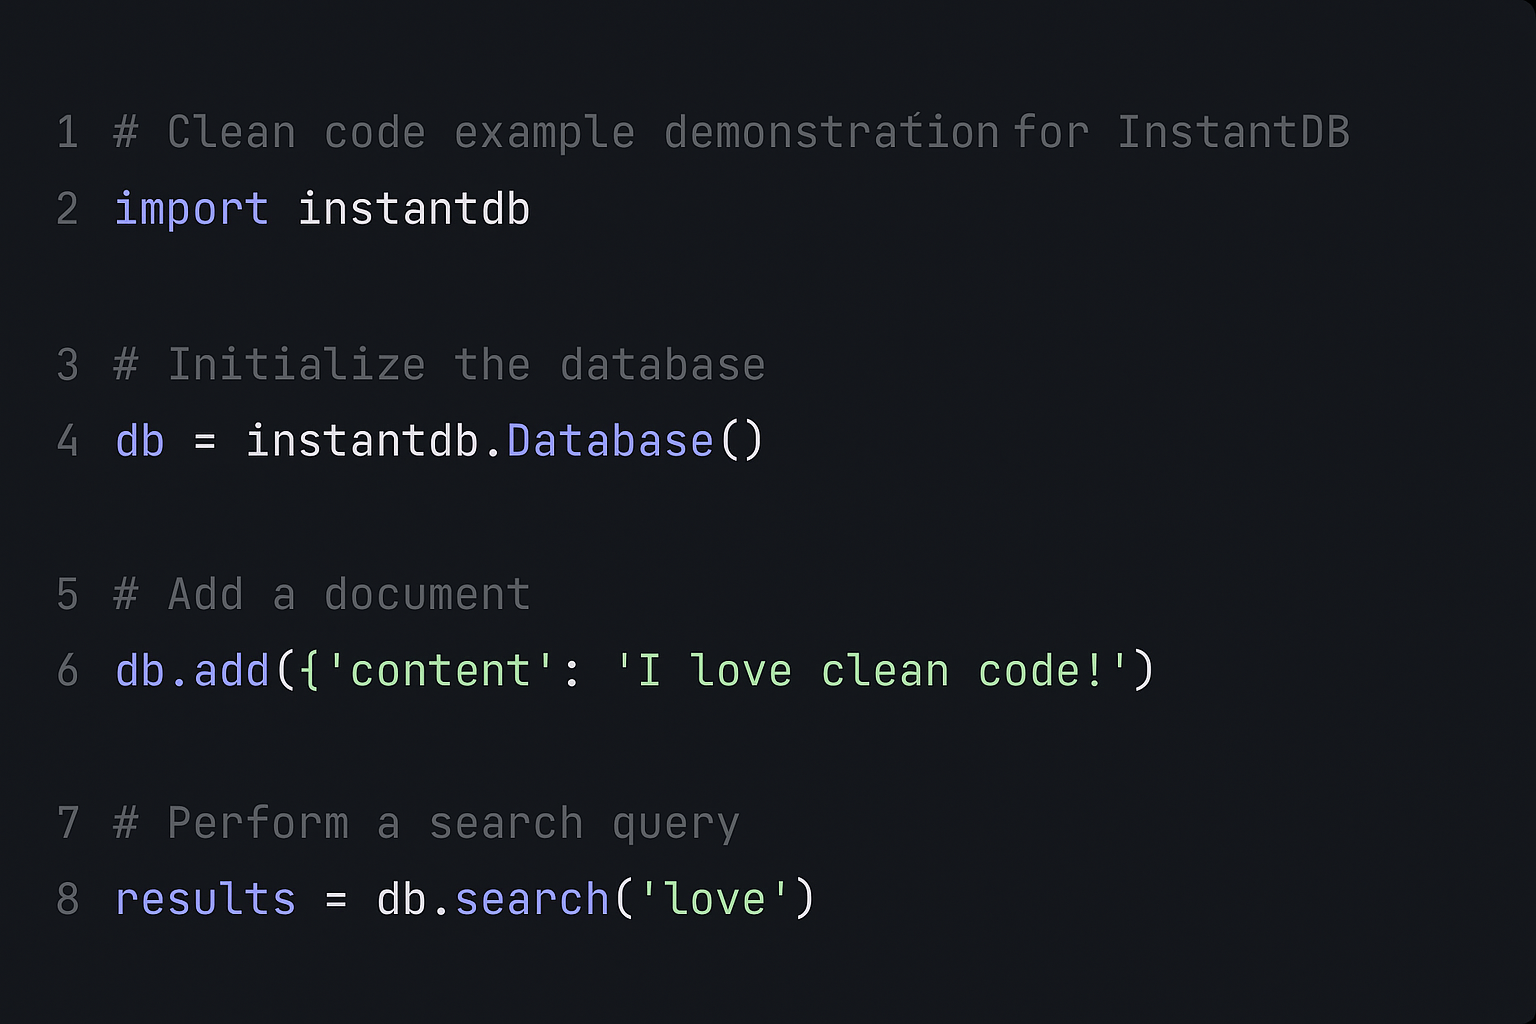 1 # Clean code example demonstratíon for InstantDB
2 import instantdb
3 # Initialize the database
4 db = instantdb.Database()
5 # Add a document
6 db.add({'content': 'I love clean code!')
7 # Perform a search query
8 results = db.search('love')